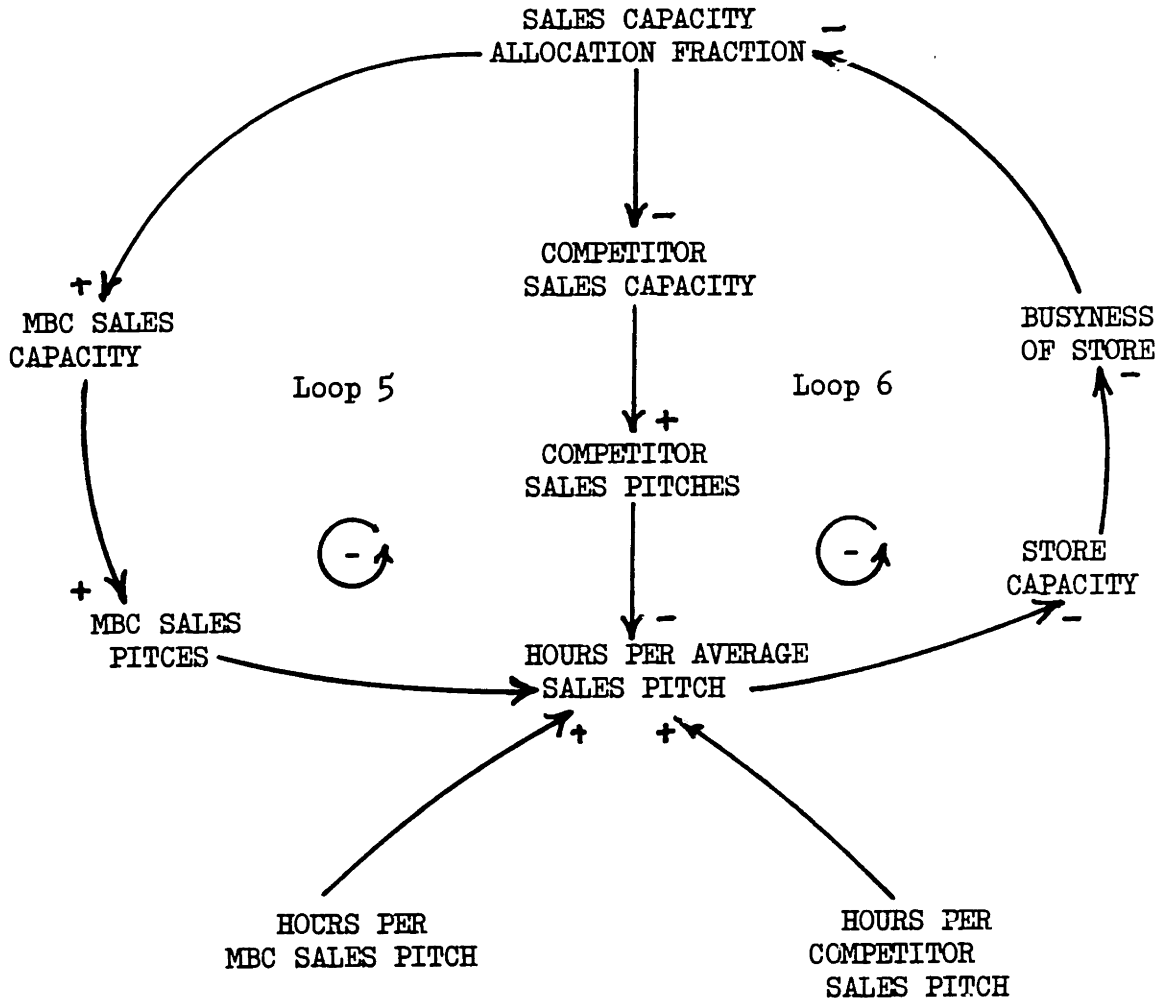 SALES CAPACITY
ALLOCATION FRACTION
-
-
+
COMPETITOR
SALES CAPACITY
MBC SALES
CAPACITY
BUSYNESS
OF STORE
-
Loop 5
Loop 6
+
COMPETITOR
SALES PITCHES
-
-
STORE
CAPACITY
-
+
MBC SALES
PITCES
-
HOURS PER AVERAGE
SALES PITCH
+
+
HOURS PER
MBC SALES PITCH
HOURS PER
COMPETITOR
SALES PITCH